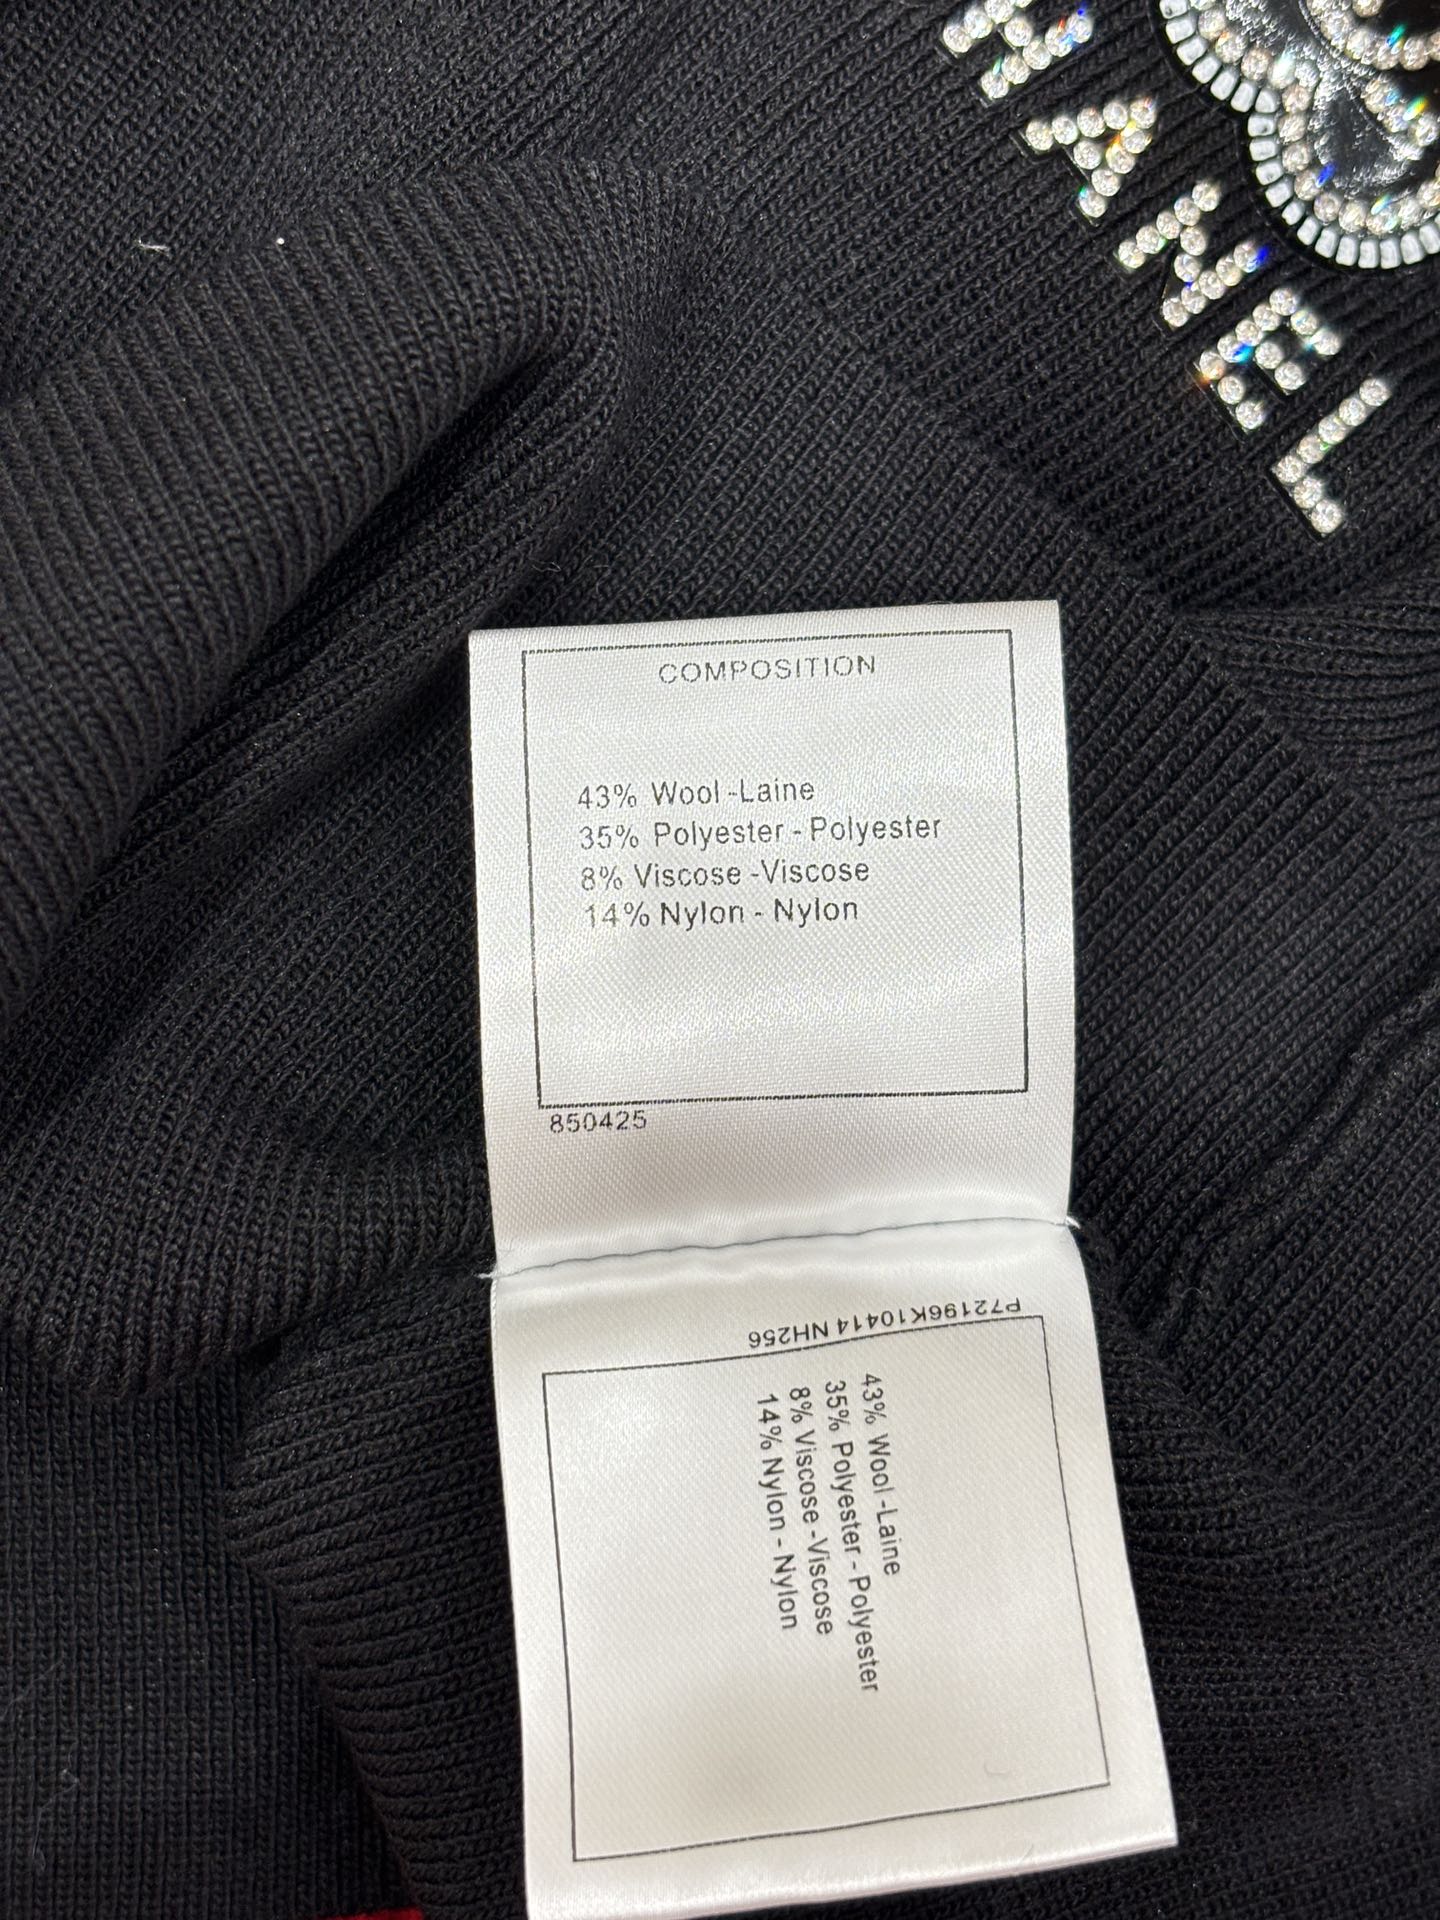 HANEL
COMPOSITION
43% Wool -Laine
35% Polyester - Polyester
8% Viscose -Viscose
14% Nylon - Nylon
850425
P72196K10414 NH256
43% Wool -Laine
35% Polyester - Polyester
8% Viscose -Viscose
14% Nylon - Nylon